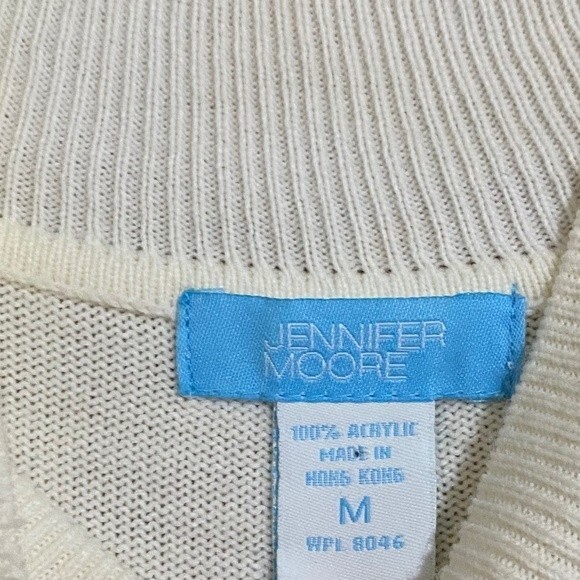 JENNIFER
MOORE
100% ACRYLIC
MADE IN
HONG KONG
M
WPL 8046